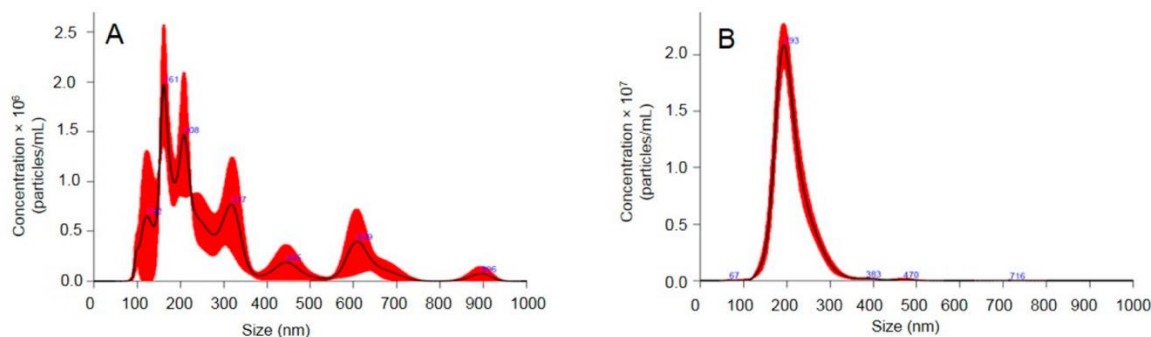 A
Concentration × 10⁶
(particles/mL)
2.5
2.0
1.5
1.0
0.5
0.0
0 100 200 300 400 500 600 700 800 900 1000
Size (nm)
B
Concentration × 10⁷
(particles/mL)
2.0
1.5
1.0
0.5
0.0
67
383
470
716
0 100 200 300 400 500 600 700 800 900 1000
Size (nm)